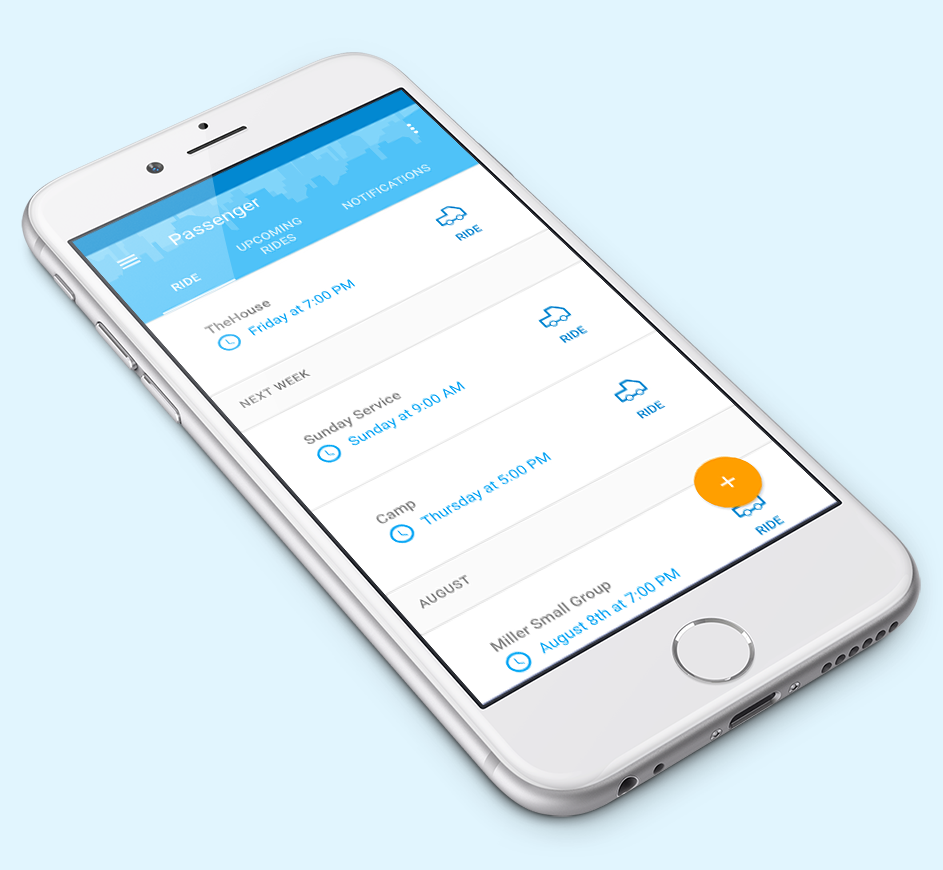 Passenger
RIDE
UPCOMING
RIDES
NOTIFICATIONS
TheHouse
Friday at 7:00 PM
RIDE
NEXT WEEK
Sunday Service
Sunday at 9:00 AM
RIDE
Camp
Thursday at 5:00 PM
RIDE
AUGUST
Miller Small Group
August 8th at 7:00 PM
RIDE
+